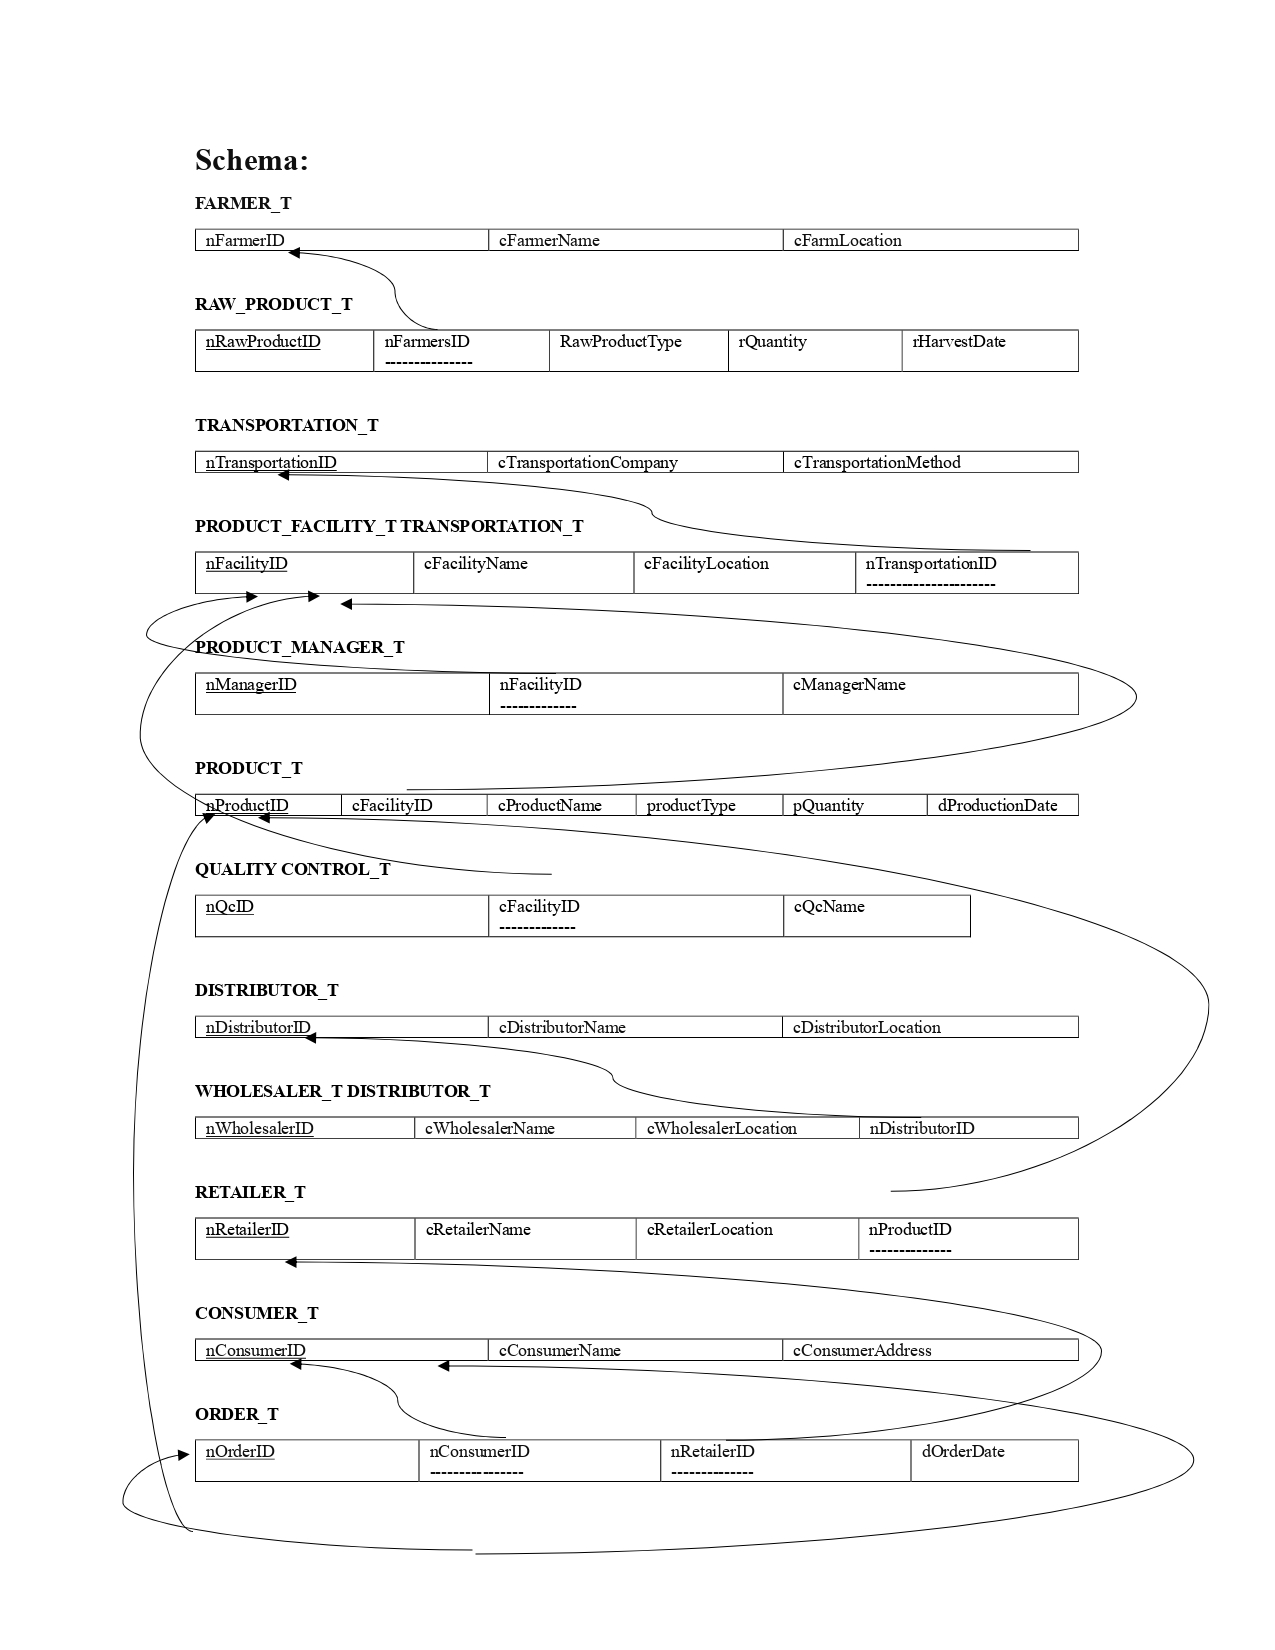 Schema:
FARMER_T
nFarmerID cFarmerName cFarmLocation
RAW_PRODUCT_T
nRawProductID nFarmersID RawProductType rQuantity rHarvestDate
---------------
TRANSPORTATION_T
nTransportationID cTransportationCompany cTransportationMethod
PRODUCT_FACILITY_T TRANSPORTATION_T
nFacilityID cFacilityName cFacilityLocation nTransportationID
----------------------
PRODUCT_MANAGER_T
nManagerID nFacilityID cManagerName
-------------
PRODUCT_T
nProductID cFacilityID cProductName productType pQuantity dProductionDate
QUALITY CONTROL_T
nQcID cFacilityID cQcName
-------------
DISTRIBUTOR_T
nDistributorID cDistributorName cDistributorLocation
WHOLESALER_T DISTRIBUTOR_T
nWholesalerID cWholesalerName cWholesalerLocation nDistributorID
RETAILER_T
nRetailerID cRetailerName cRetailerLocation nProductID
--------------
CONSUMER_T
nConsumerID cConsumerName cConsumerAddress
ORDER_T
nOrderID nConsumerID nRetailerID dOrderDate
---------------- --------------